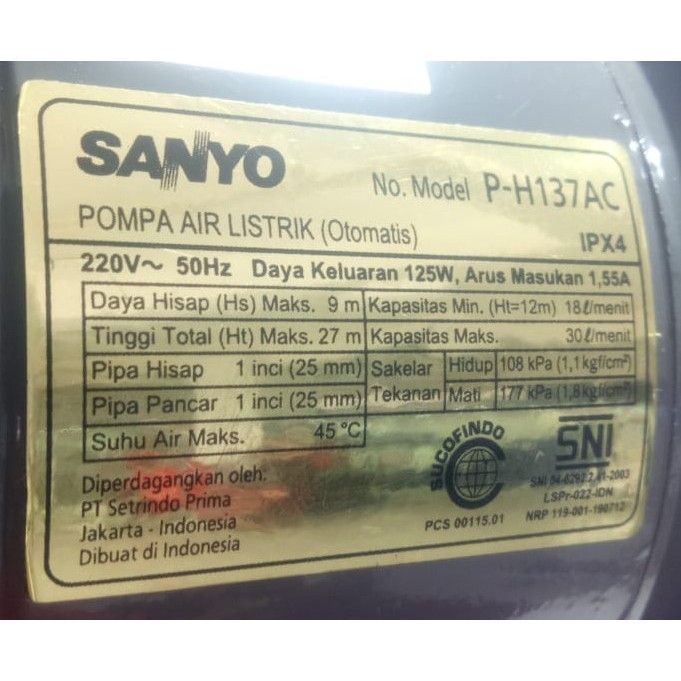 SANYO
No. Model P-H137AC
POMPA AIR LISTRIK (Otomatis)
IPX4
220V~ 50Hz Daya Keluaran 125W, Arus Masukan 1,55A
Daya Hisap (Hs) Maks. 9 m Kapasitas Min. (Ht=12m) 18ℓ/menit
Tinggi Total (Ht) Maks. 27 m Kapasitas Maks. 30ℓ/menit
Pipa Hisap 1 inci (25 mm) Sakelar Tekanan Hidup 108 kPa (1,1kgf/cm²)
Pipa Pancar 1 inci (25 mm) Mati 177 kPa (1,8kgf/cm²)
Suhu Air Maks. 45 °C
Diperdagangkan oleh:
PT Setrindo Prima
Jakarta - Indonesia
Dibuat di Indonesia
SUCOFINDO
PCS 00115.01
SNI
LSPr-022-IDN
NRP 119-001-190712